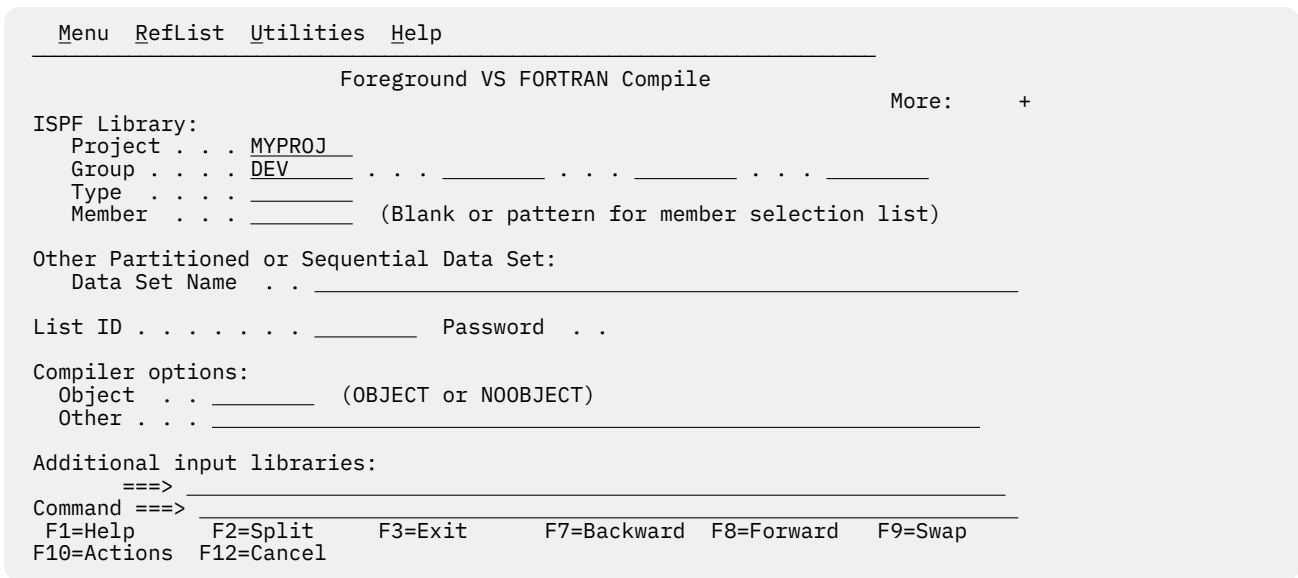 Menu RefList Utilities Help
Foreground VS FORTRAN Compile
More: +
ISPF Library:
Project . . . MYPROJ
Group . . . . DEV . . . . . . . . .
Type . . . .
Member . . . (Blank or pattern for member selection list)
Other Partitioned or Sequential Data Set:
Data Set Name . .
List ID . . . . . . . Password . .
Compiler options:
Object . . (OBJECT or NOOBJECT)
Other . . .
Additional input libraries:
===>
Command ===>
F1=Help F2=Split F3=Exit F7=Backward F8=Forward F9=Swap
F10=Actions F12=Cancel